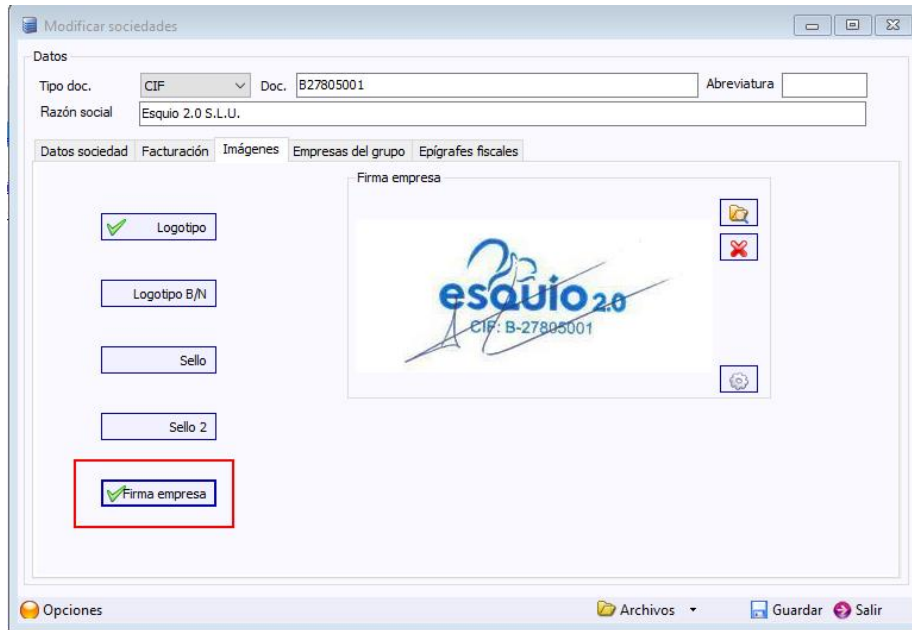 Modificar sociedades
Datos
Tipo doc. CIF Doc. B27805001 Abreviatura
Razón social Esquio 2.0 S.L.U.
Datos sociedad Facturación Imágenes Empresas del grupo Epígrafes fiscales
Firma empresa
Logotipo
Logotipo B/N
Sello
Sello 2
Firma empresa
esquio 2.0
CIF: B-27805001
Opciones Archivos Guardar Salir